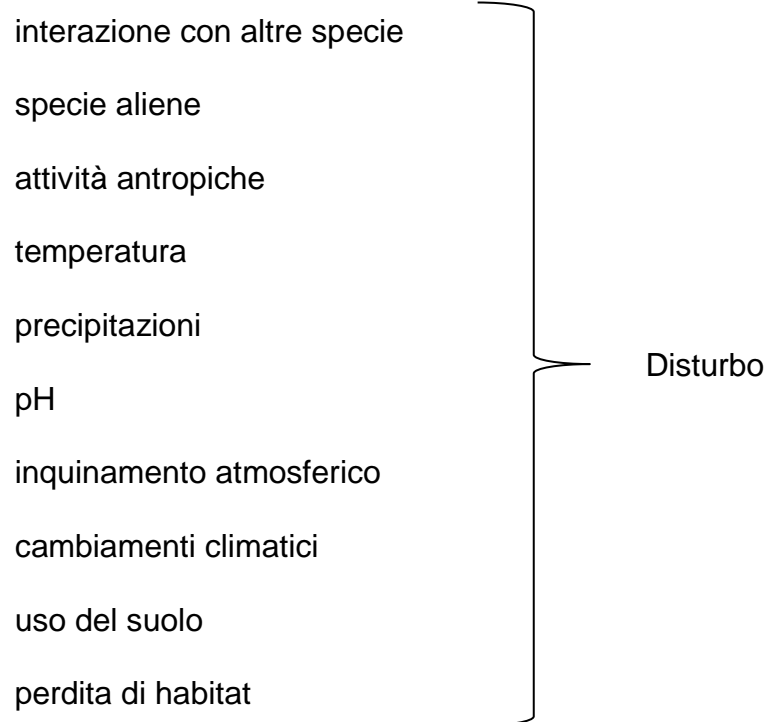 interazione con altre specie
specie aliene
attività antropiche
temperatura
precipitazioni
Disturbo
pH
inquinamento atmosferico
cambiamenti climatici
uso del suolo
perdita di habitat